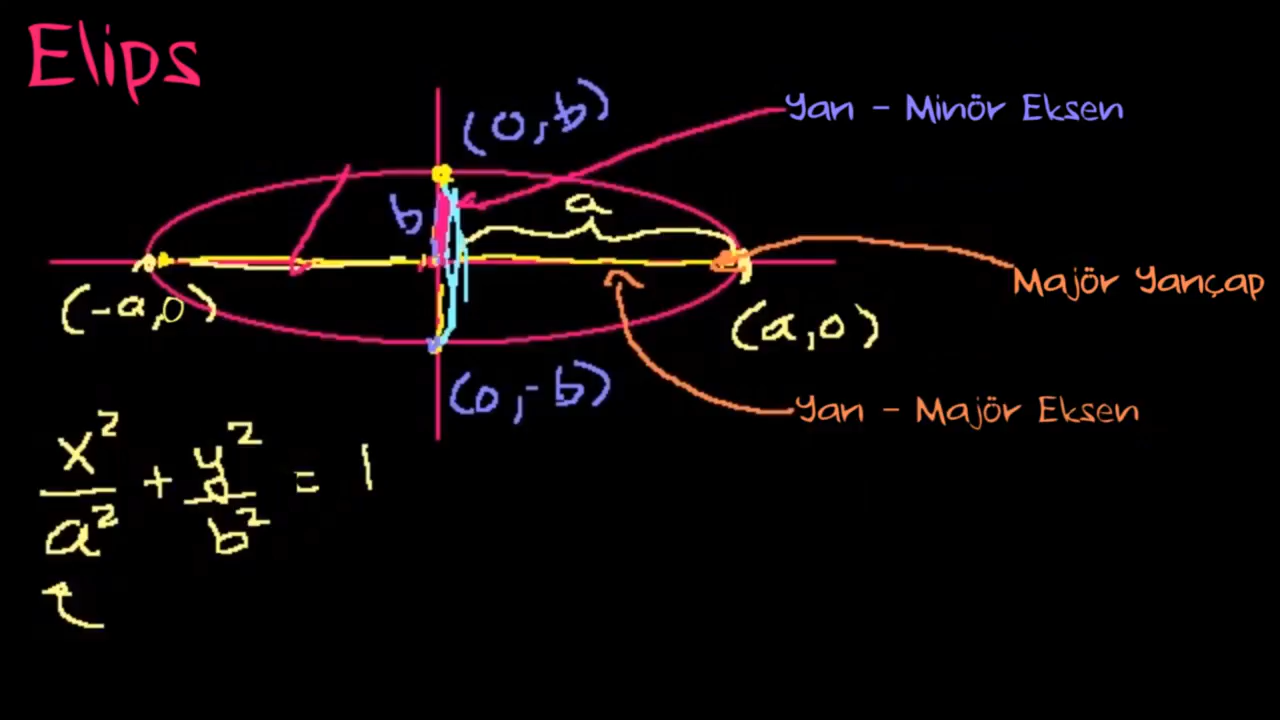 Elips
(0,b)
Yan - Minör Eksen
b
a
Majör Yançap
(-a,0)
(a,0)
(0,-b)
Yan - Majör Eksen
x²/a² + y²/b² = 1